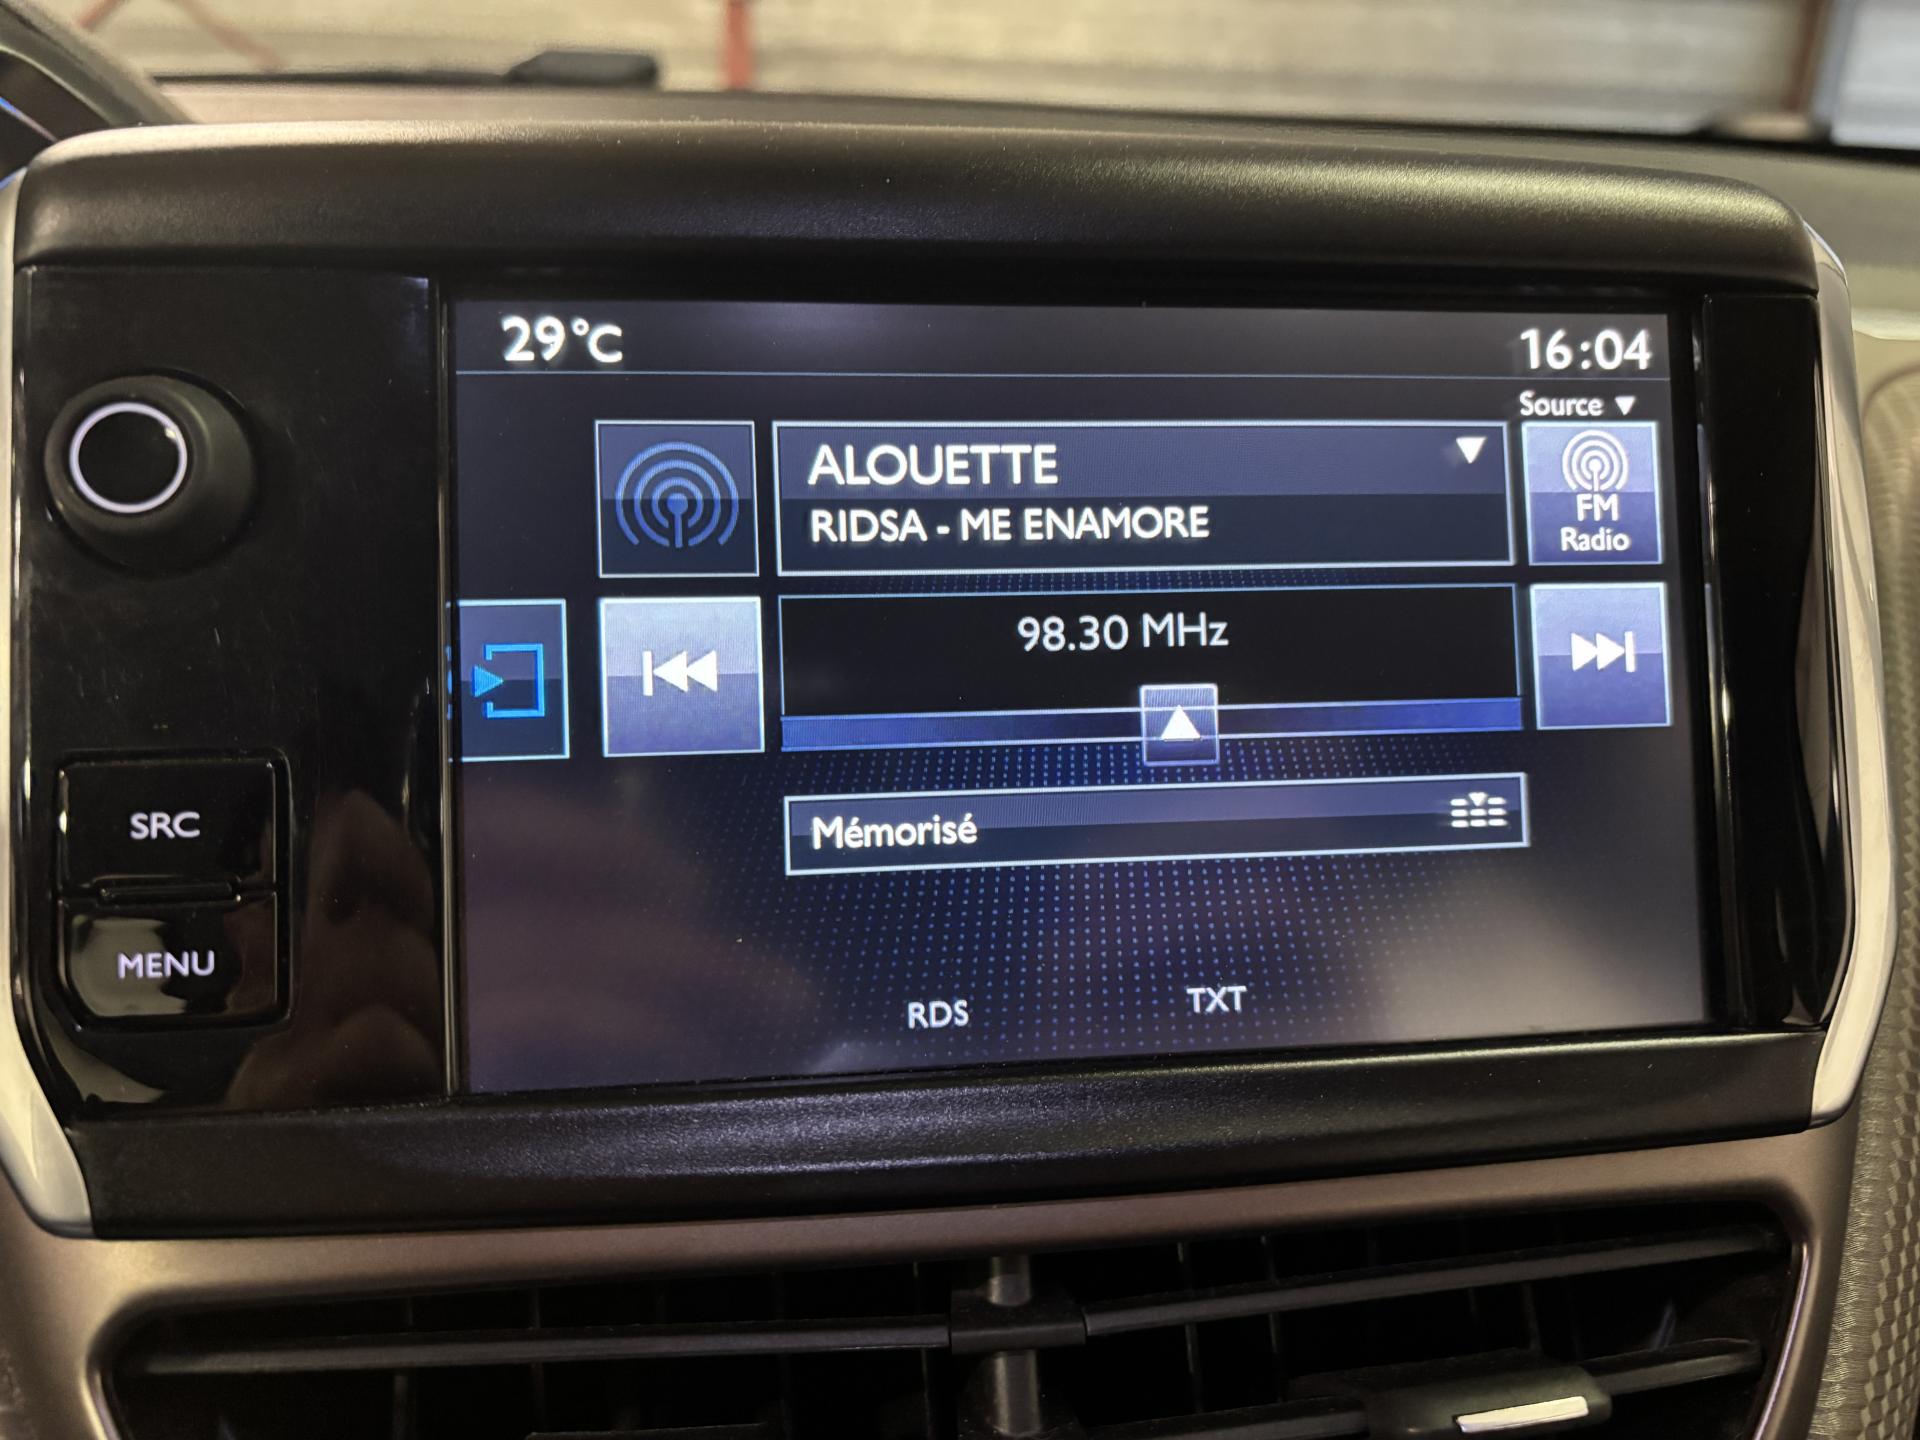 29°C
16:04
Source
ALOUETTE
RIDSA - ME ENAMORE
FM
Radio
98.30 MHz
SRC
Mémorisé
MENU
RDS
TXT